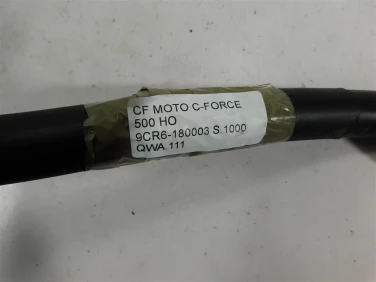 CF MOTO C-FORCE
500 HO
9CR6-180003 S.1000
QWA.111